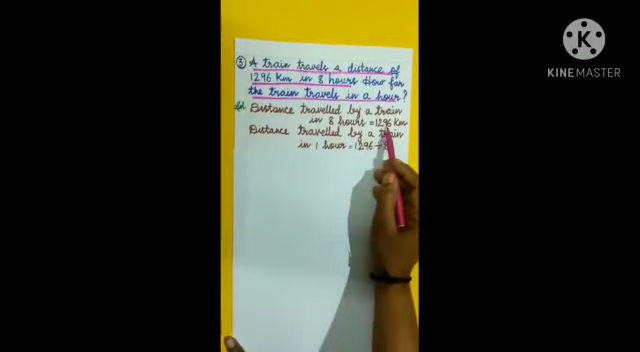 ③ A train travels a distance of
1296 Km in 8 hours. How far
the train travels in a hour?
Sol Distance travelled by a train
in 8 hours = 1296 Km
Distance travelled by a train
in 1 hour = 1296 ÷ 8
K
KINEMASTER